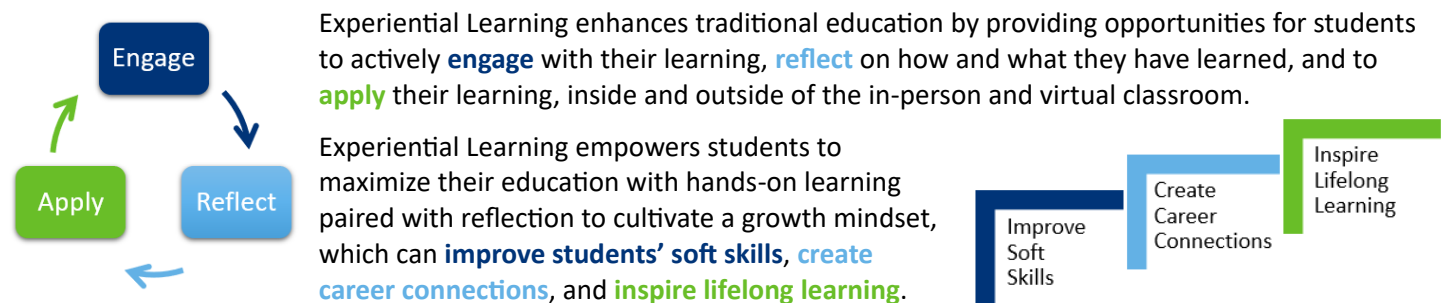 Engage
Reflect
Apply
Experiential Learning enhances traditional education by providing opportunities for students
to actively engage with their learning, reflect on how and what they have learned, and to
apply their learning, inside and outside of the in-person and virtual classroom.
Experiential Learning empowers students to
maximize their education with hands-on learning
paired with reflection to cultivate a growth mindset,
which can improve students’ soft skills, create
career connections, and inspire lifelong learning.
Improve
Soft
Skills
Create
Career
Connections
Inspire
Lifelong
Learning